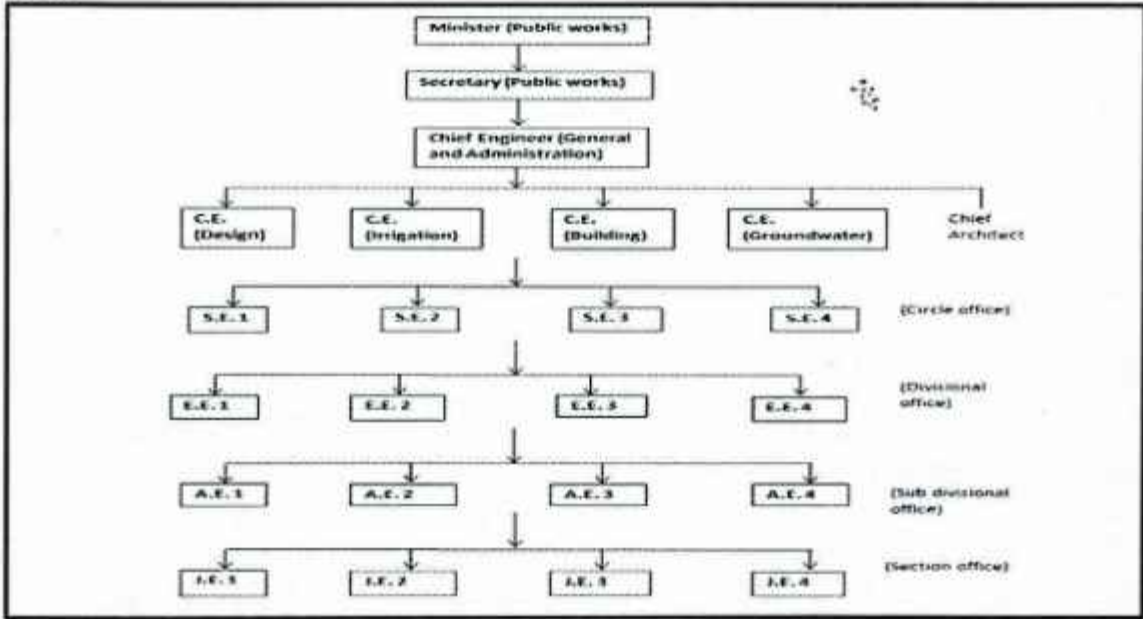 Minister (Public works)
Secretary (Public works)
Chief Engineer (General
and Administration)
C.E.
(Design)
C.E.
(Irrigation)
C.E.
(Building)
C.E.
(Groundwater)
Chief
Architect
S.E. 1
S.E. 2
S.E. 3
S.E. 4
(Circle office)
E.E. 1
E.E. 2
E.E. 3
E.E. 4
(Divisional
office)
A.E. 1
A.E. 2
A.E. 3
A.E. 4
(Sub divisional
office)
J.E. 1
J.E. 2
J.E. 3
J.E. 4
(Section office)